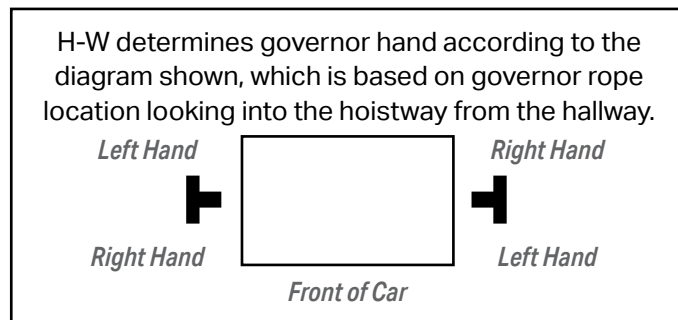 H-W determines governor hand according to the
diagram shown, which is based on governor rope
location looking into the hoistway from the hallway.
Left Hand Right Hand
Right Hand Left Hand
Front of Car